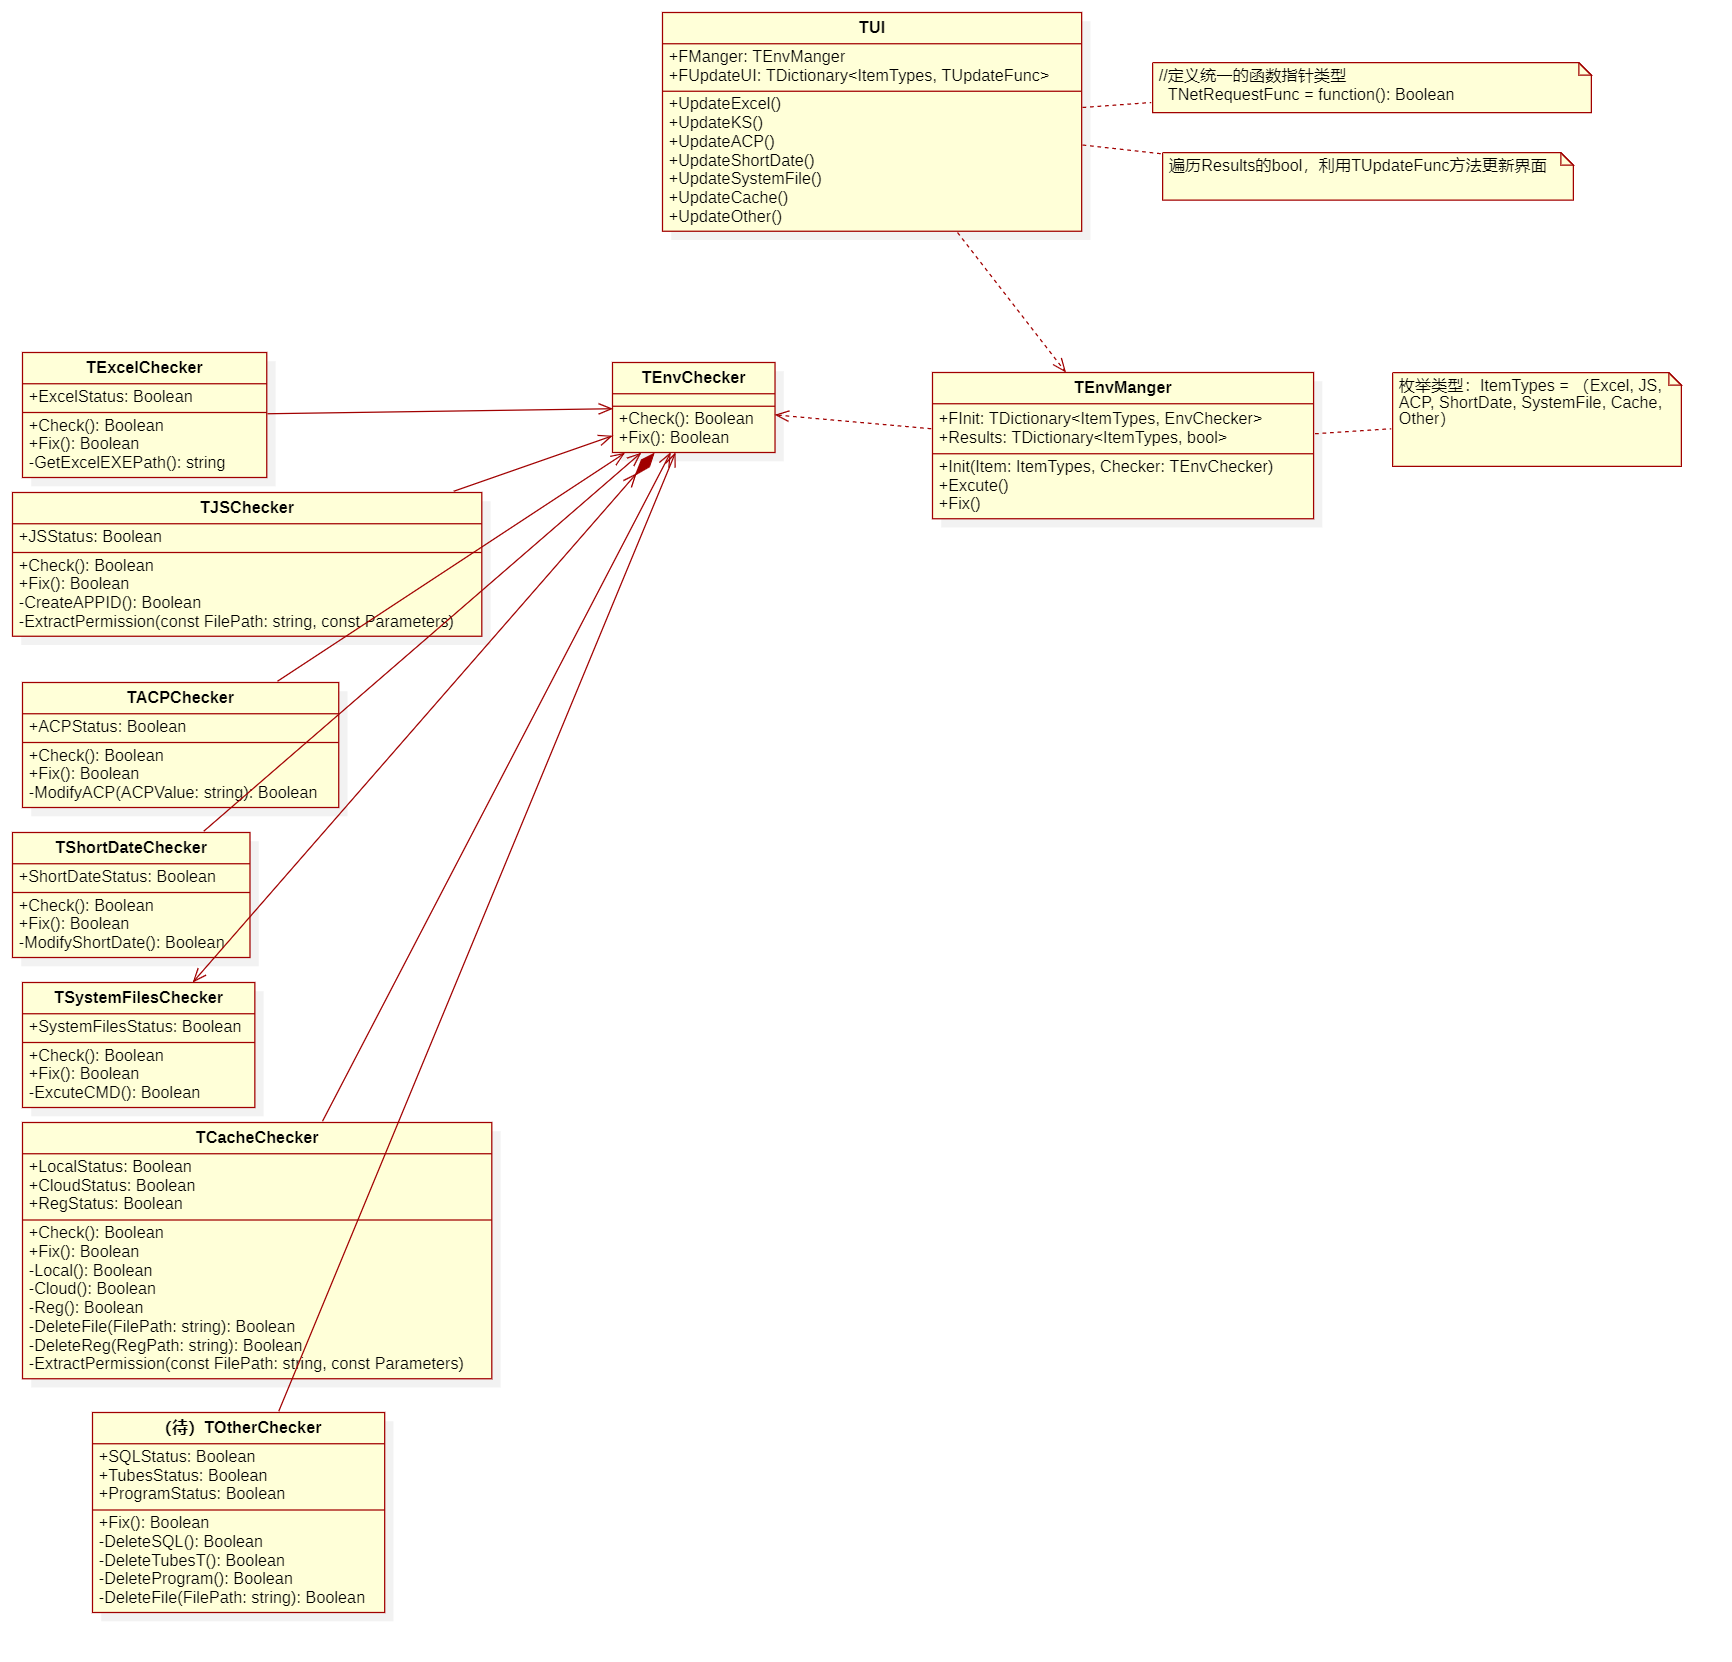 TUI
+FManger: TEnvManger
+FUpdateUI: TDictionary<ItemTypes, TUpdateFunc>
+UpdateExcel()
+UpdateKS()
+UpdateACP()
+UpdateShortDate()
+UpdateSystemFile()
+UpdateCache()
+UpdateOther()
//定义统一的函数指针类型
TNetRequestFunc = function(): Boolean
遍历Results的bool，利用TUpdateFunc方法更新界面
TExcelChecker
+ExcelStatus: Boolean
+Check(): Boolean
+Fix(): Boolean
-GetExcelEXEPath(): string
TEnvChecker
+Check(): Boolean
+Fix(): Boolean
TEnvManger
+FInit: TDictionary<ItemTypes, EnvChecker>
+Results: TDictionary<ItemTypes, bool>
+Init(Item: ItemTypes, Checker: TEnvChecker)
+Excute()
+Fix()
枚举类型：ItemTypes = （Excel, JS,
ACP, ShortDate, SystemFile, Cache,
Other）
TJSChecker
+JSStatus: Boolean
+Check(): Boolean
+Fix(): Boolean
-CreateAPPID(): Boolean
-ExtractPermission(const FilePath: string, const Parameters)
TACPChecker
+ACPStatus: Boolean
+Check(): Boolean
+Fix(): Boolean
-ModifyACP(ACPValue: string): Boolean
TShortDateChecker
+ShortDateStatus: Boolean
+Check(): Boolean
+Fix(): Boolean
-ModifyShortDate(): Boolean
TSystemFilesChecker
+SystemFilesStatus: Boolean
+Check(): Boolean
+Fix(): Boolean
-ExcuteCMD(): Boolean
TCacheChecker
+LocalStatus: Boolean
+CloudStatus: Boolean
+RegStatus: Boolean
+Check(): Boolean
+Fix(): Boolean
-Local(): Boolean
-Cloud(): Boolean
-Reg(): Boolean
-DeleteFile(FilePath: string): Boolean
-DeleteReg(RegPath: string): Boolean
-ExtractPermission(const FilePath: string, const Parameters)
（待）TOtherChecker
+SQLStatus: Boolean
+TubesStatus: Boolean
+ProgramStatus: Boolean
+Fix(): Boolean
-DeleteSQL(): Boolean
-DeleteTubesT(): Boolean
-DeleteProgram(): Boolean
-DeleteFile(FilePath: string): Boolean